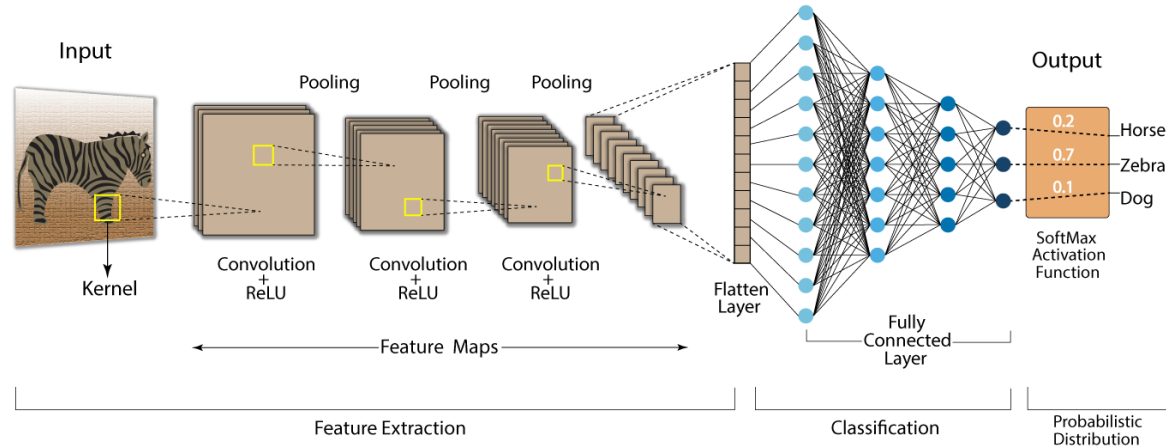 Input
Pooling
Pooling
Pooling
Output
Kernel
Convolution
+
ReLU
Convolution
+
ReLU
Convolution
+
ReLU
Flatten
Layer
0.2
Horse
0.7
Zebra
0.1
Dog
SoftMax
Activation
Function
Feature Maps
Fully
Connected
Layer
Feature Extraction
Classification
Probabilistic
Distribution